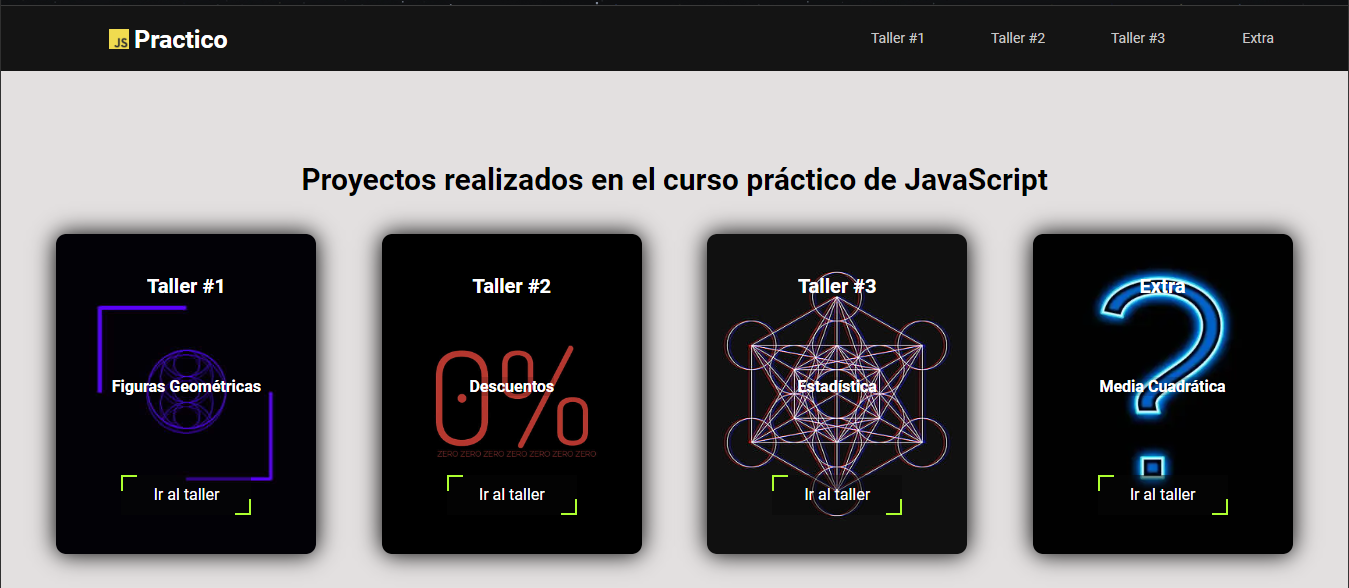 JS Practico
Taller #1 Taller #2 Taller #3 Extra
Proyectos realizados en el curso práctico de JavaScript
Taller #1
Figuras Geométricas
Ir al taller
Taller #2
0%
Descuentos
ZERO ZERO ZERO ZERO ZERO ZERO ZERO
Ir al taller
Taller #3
Estadística
Ir al taller
Extra
?
Media Cuadrática
Ir al taller